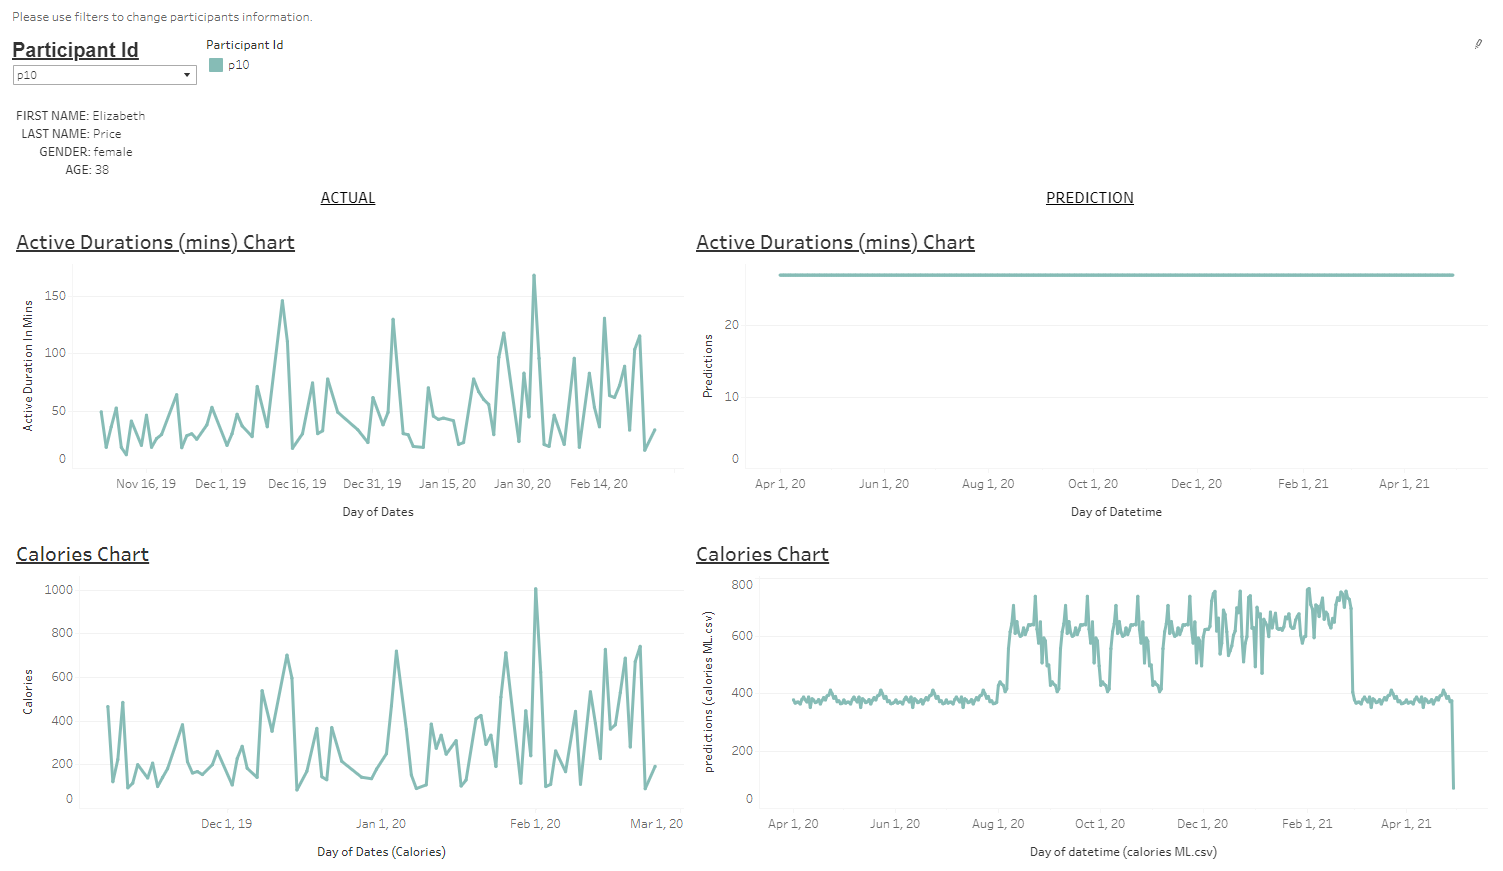 Please use filters to change participants information.
Participant Id
p10
Participant Id
p10
FIRST NAME: Elizabeth
LAST NAME: Price
GENDER: female
AGE: 38
ACTUAL
PREDICTION
Active Durations (mins) Chart
Active Duration In Mins
150
100
50
0
Nov 16, 19 Dec 1, 19 Dec 16, 19 Dec 31, 19 Jan 15, 20 Jan 30, 20 Feb 14, 20
Day of Dates
Active Durations (mins) Chart
Predictions
20
10
0
Apr 1, 20 Jun 1, 20 Aug 1, 20 Oct 1, 20 Dec 1, 20 Feb 1, 21 Apr 1, 21
Day of Datetime
Calories Chart
Calories
1000
800
600
400
200
0
Dec 1, 19 Jan 1, 20 Feb 1, 20 Mar 1, 20
Day of Dates (Calories)
Calories Chart
predictions (calories ML.csv)
800
600
400
200
0
Apr 1, 20 Jun 1, 20 Aug 1, 20 Oct 1, 20 Dec 1, 20 Feb 1, 21 Apr 1, 21
Day of datetime (calories ML.csv)